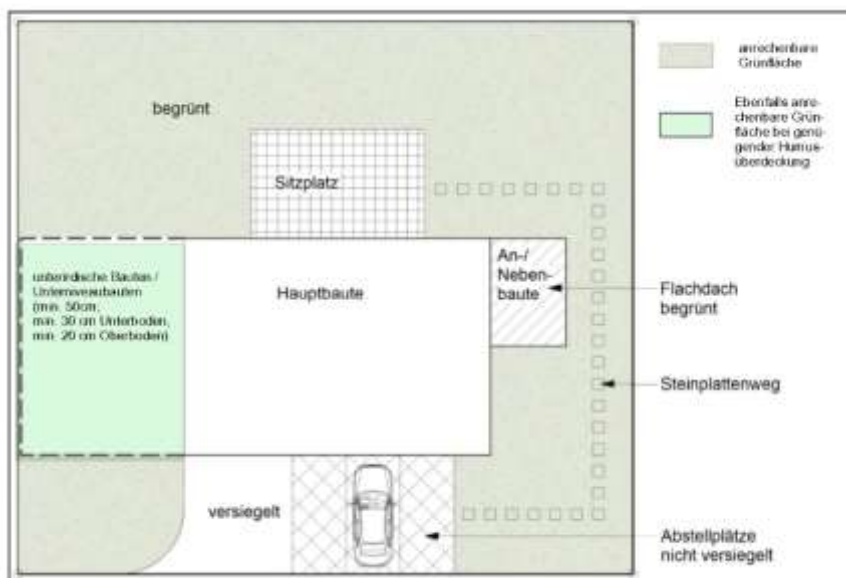 begrünt
Sitzplatz
unterirdische Bauten /
Unterniveaubauten
(min. 50cm,
min. 30 cm Unterboden,
min. 20 cm Oberboden)
Hauptbaute
An-/
Neben-
baute
versiegelt
anrechenbare
Grünfläche
Ebenfalls anre-
chenbare Grün-
fläche bei genü-
gender Humus-
überdeckung
Flachdach
begrünt
Steinplattenweg
Abstellplätze
nicht versiegelt